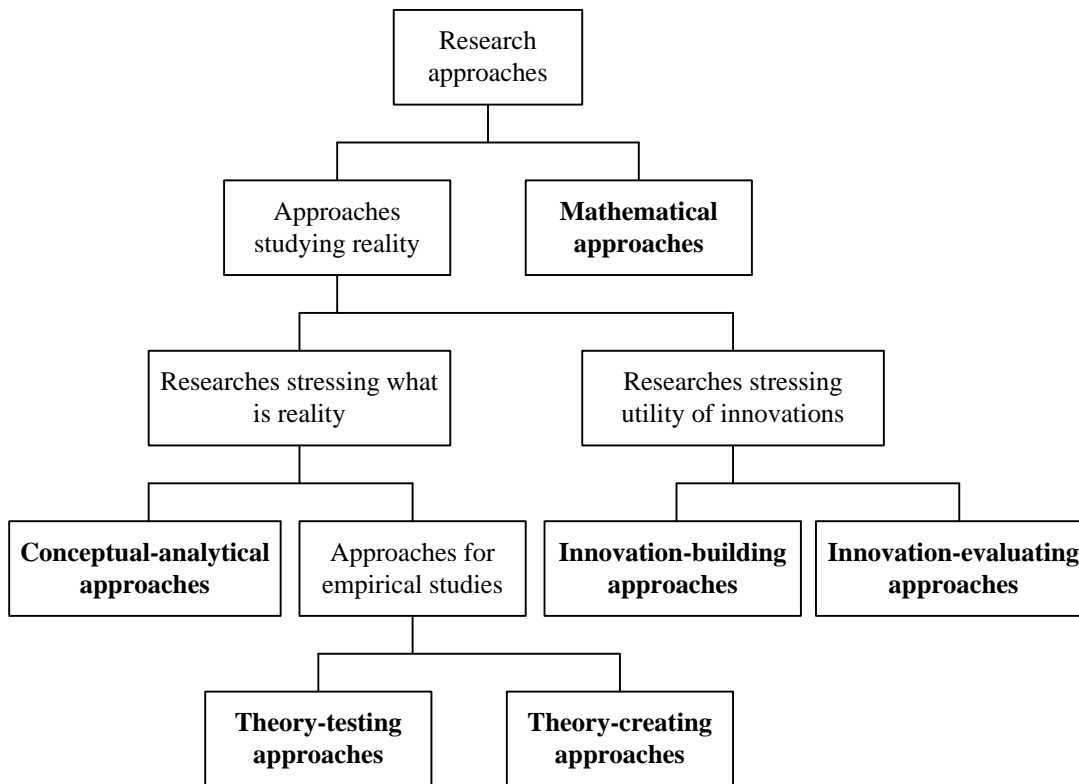 Research
approaches
Approaches
studying reality
Mathematical
approaches
Researches stressing what
is reality
Researches stressing
utility of innovations
Conceptual-analytical
approaches
Approaches for
empirical studies
Innovation-building
approaches
Innovation-evaluating
approaches
Theory-testing
approaches
Theory-creating
approaches